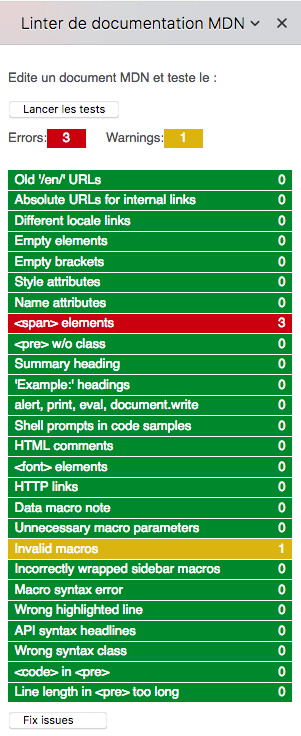 Linter de documentation MDN
Edite un document MDN et teste le :
Lancer les tests
Errors: 3 Warnings: 1
Old '/en/' URLs 0
Absolute URLs for internal links 0
Different locale links 0
Empty elements 0
Empty brackets 0
Style attributes 0
Name attributes 0
<span> elements 3
<pre> w/o class 0
Summary heading 0
'Example:' headings 0
alert, print, eval, document.write 0
Shell prompts in code samples 0
HTML comments 0
<font> elements 0
HTTP links 0
Data macro note 0
Unnecessary macro parameters 0
Invalid macros 1
Incorrectly wrapped sidebar macros 0
Macro syntax error 0
Wrong highlighted line 0
API syntax headlines 0
Wrong syntax class 0
<code> in <pre> 0
Line length in <pre> too long 0
Fix issues